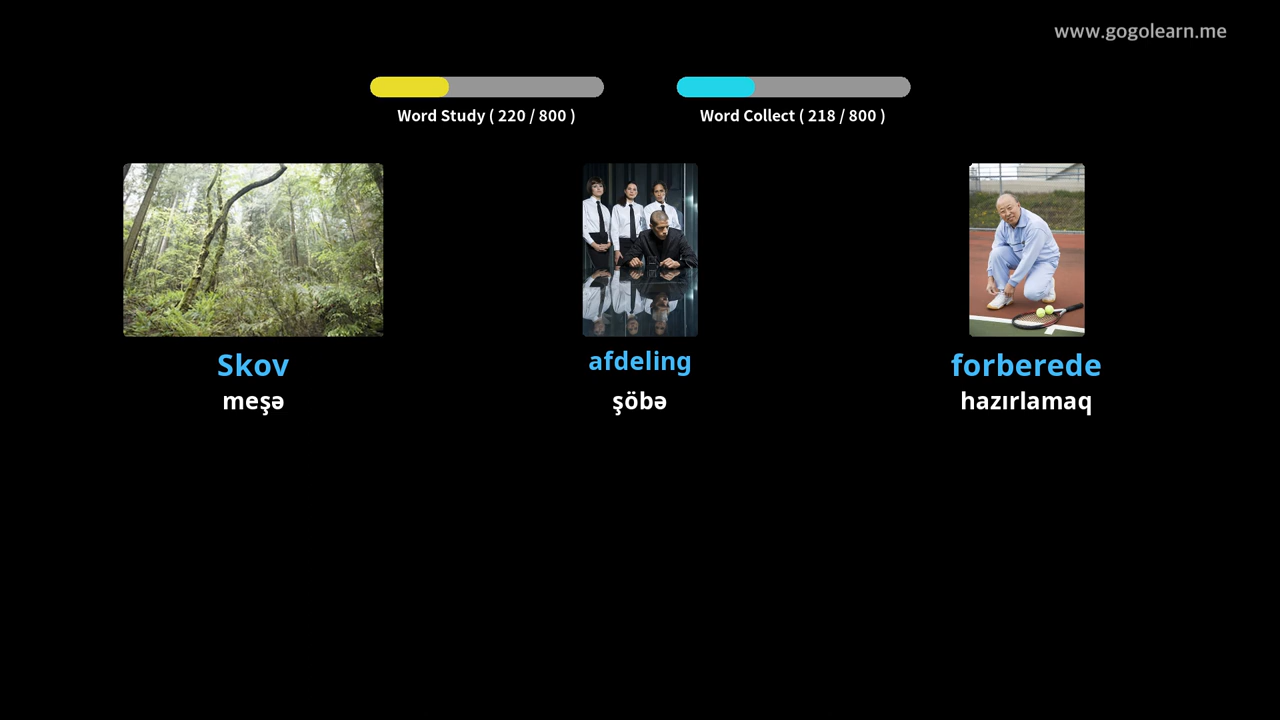 www.gogolearn.me
Word Study ( 220 / 800 )
Word Collect ( 218 / 800 )
Skov
afdeling
forberede
meşə
şöbə
hazırlamaq